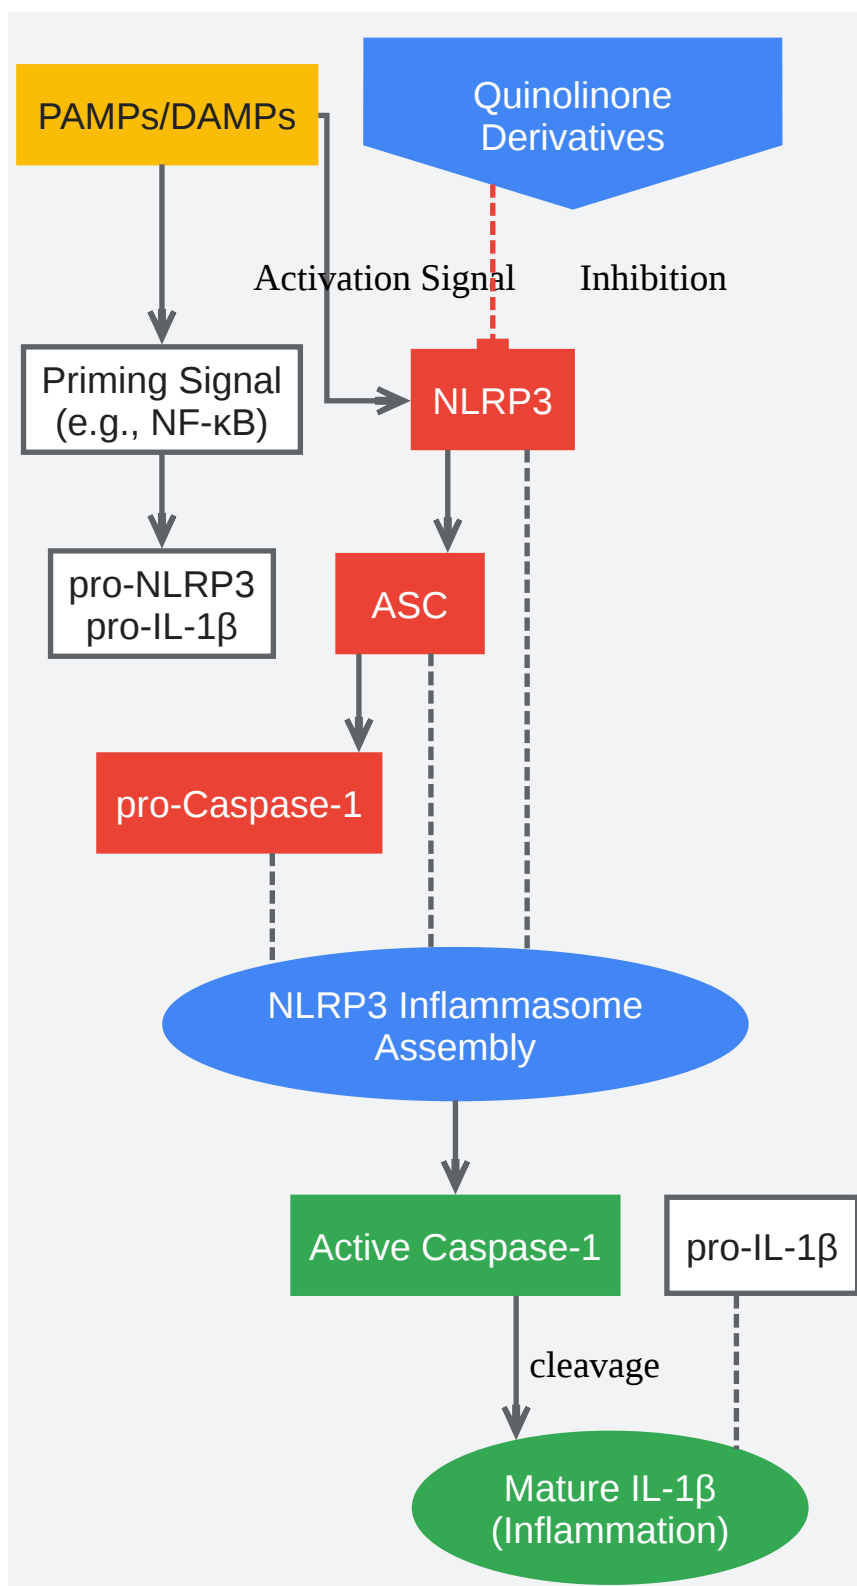 PAMPs/DAMPs
Quinolinone
Derivatives
Activation Signal
Inhibition
Priming Signal
(e.g., NF-κB)
NLRP3
pro-NLRP3
pro-IL-1β
ASC
pro-Caspase-1
NLRP3 Inflammasome
Assembly
Active Caspase-1
pro-IL-1β
cleavage
Mature IL-1β
(Inflammation)